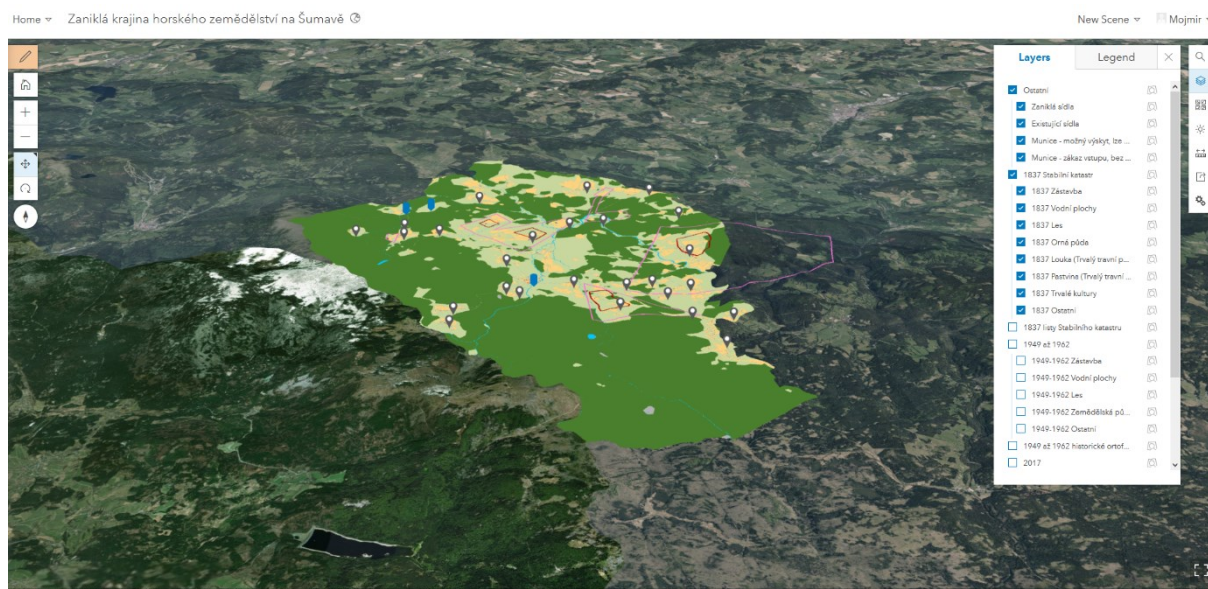 Home Zaniklá krajina horského zemědělství na Šumavě New Scene Mojmír
Layers Legend
Ostatní
Zaniklá sídla
Existující sídla
Munice - možný výskyt, lze ...
Munice - zákaz vstupu, bez ...
1837 Stabilní katastr
1837 Zástavba
1837 Vodní plochy
1837 Les
1837 Orná půda
1837 Louka (Trvalý travní p...
1837 Pastvina (Trvalý travní ...
1837 Trvalé kultury
1837 Ostatní
1837 listy Stabilního katastru
1949 až 1962
1949-1962 Zástavba
1949-1962 Vodní plochy
1949-1962 Les
1949-1962 Zemědělská pů...
1949-1962 Ostatní
1949 až 1962 historické ortof...
2017